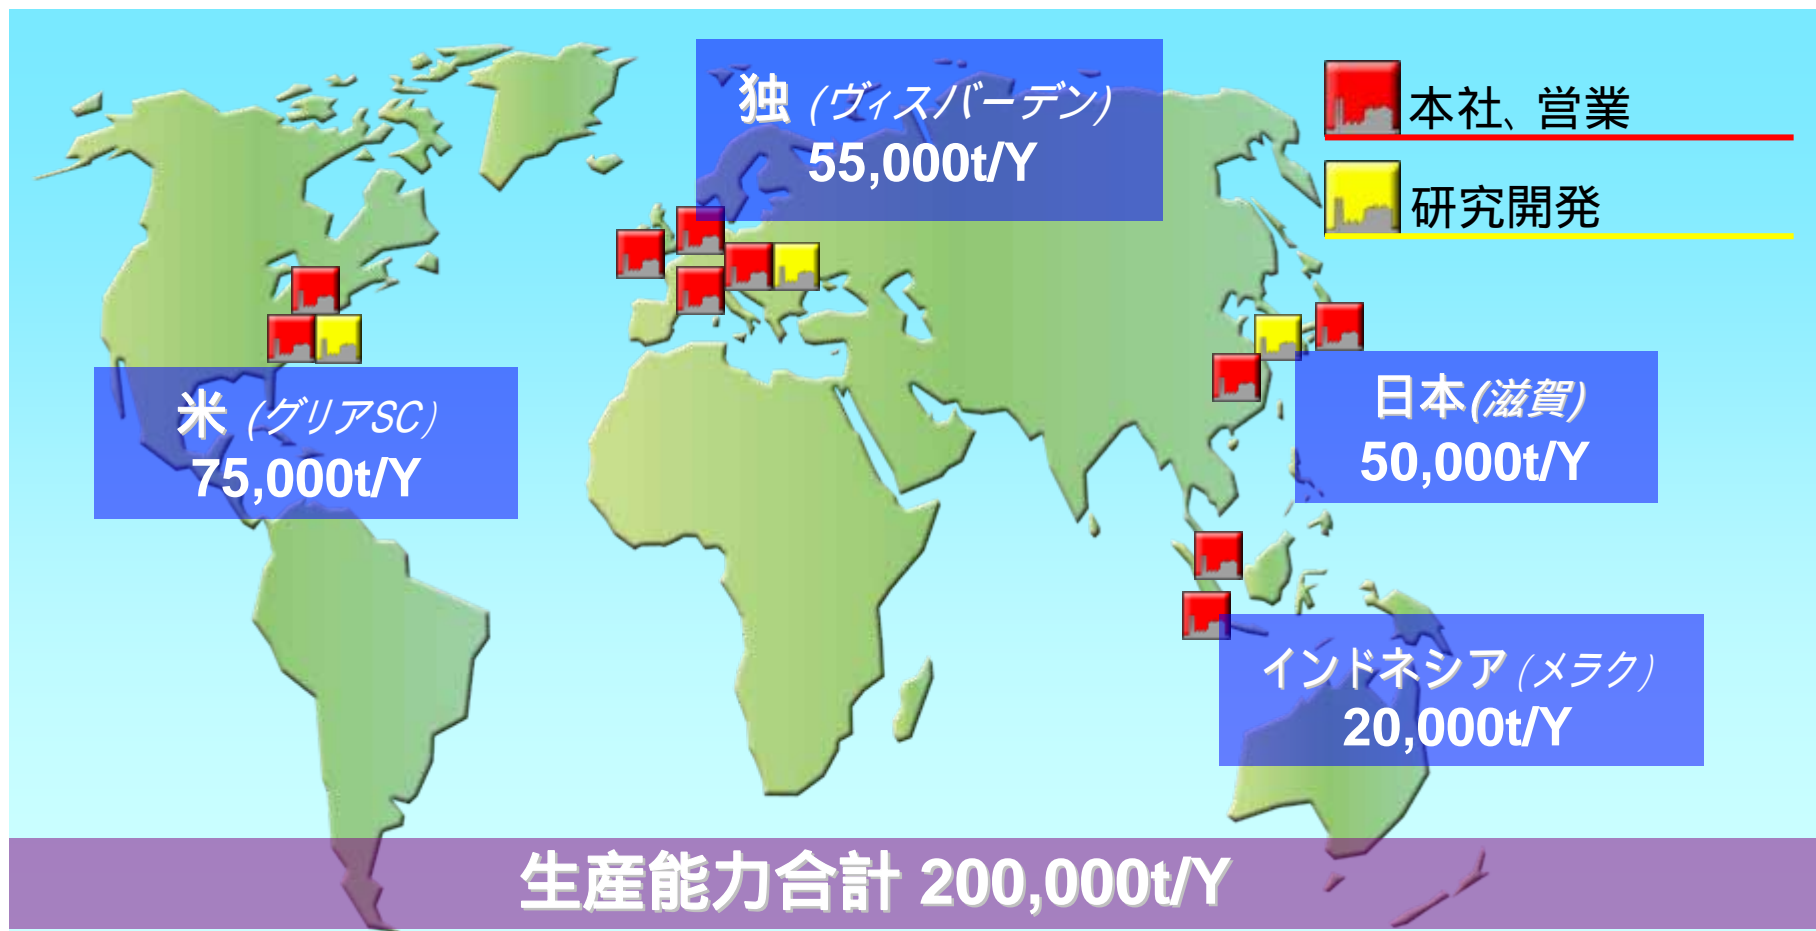 独 (ヴィスバーデン)
55,000t/Y
本社、営業
研究開発
米 (グリアSC)
75,000t/Y
日本(滋賀)
50,000t/Y
インドネシア(メラク)
20,000t/Y
生産能力合計 200,000t/Y